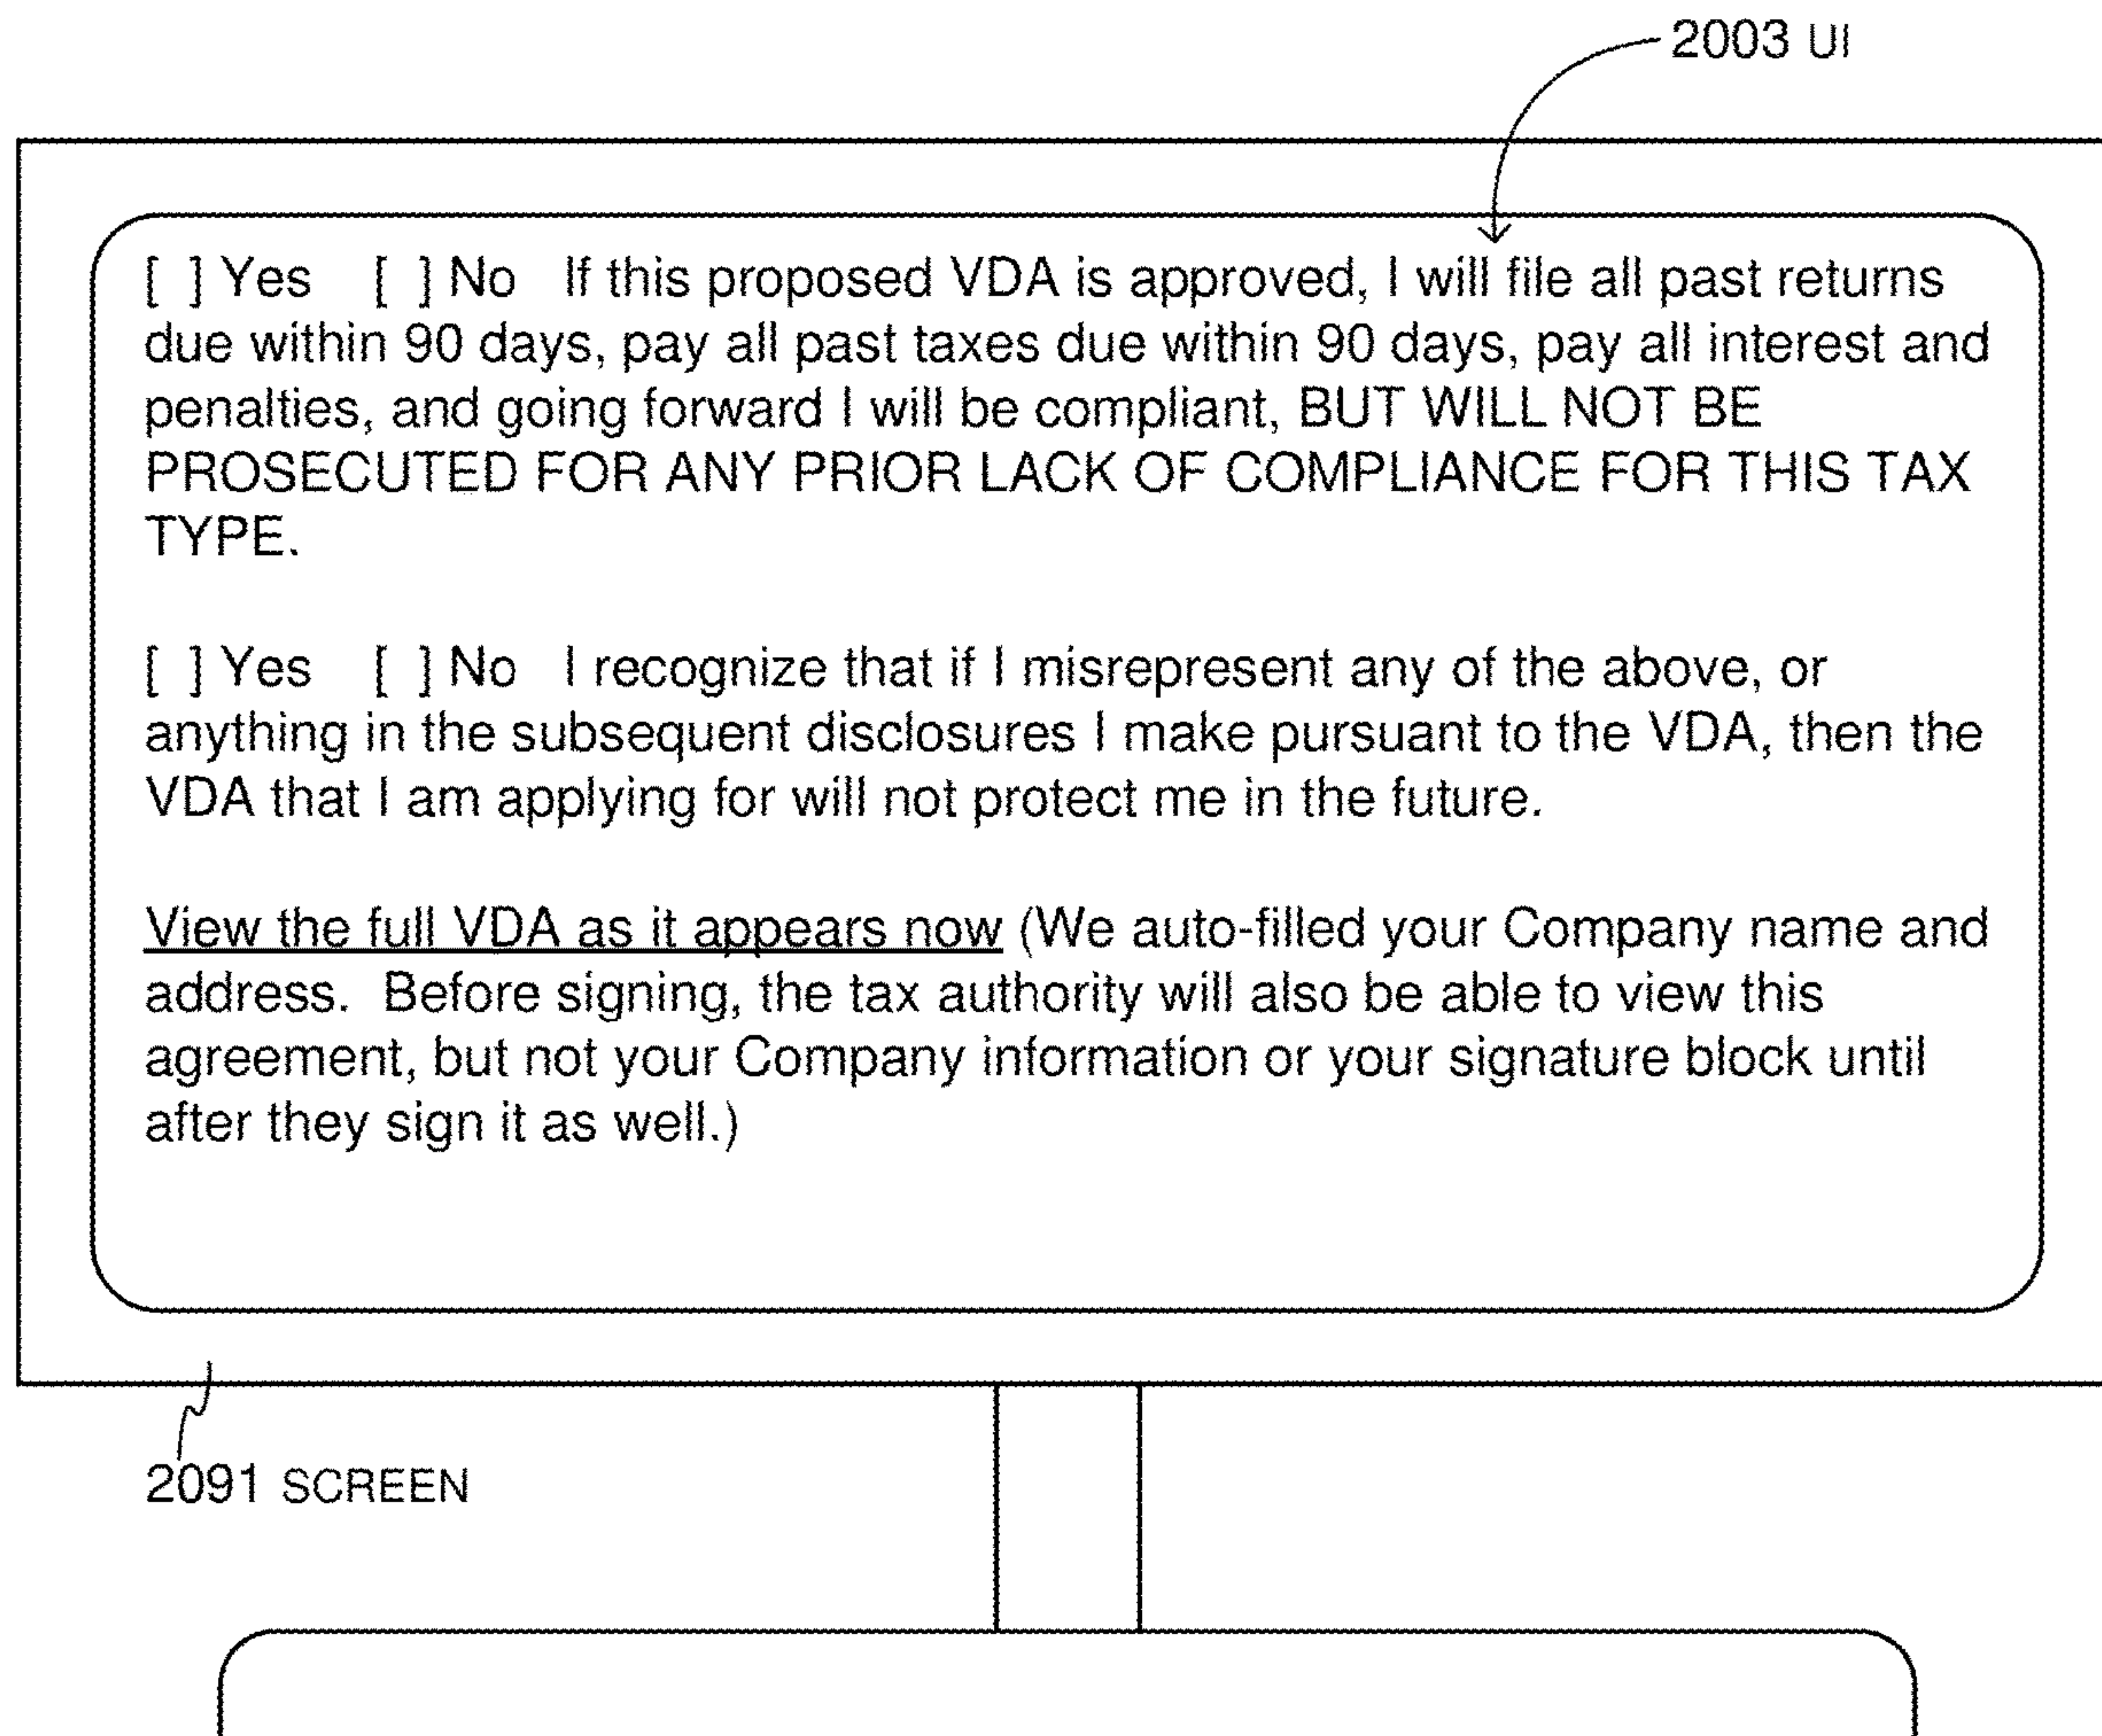 2003 UI
[ ] Yes [ ] No If this proposed VDA is approved, I will file all past returns
due within 90 days, pay all past taxes due within 90 days, pay all interest and
penalties, and going forward I will be compliant, BUT WILL NOT BE
PROSECUTED FOR ANY PRIOR LACK OF COMPLIANCE FOR THIS TAX
TYPE.
[ ] Yes [ ] No I recognize that if I misrepresent any of the above, or
anything in the subsequent disclosures I make pursuant to the VDA, then the
VDA that I am applying for will not protect me in the future.
View the full VDA as it appears now (We auto-filled your Company name and
address. Before signing, the tax authority will also be able to view this
agreement, but not your Company information or your signature block until
after they sign it as well.)
2091 SCREEN